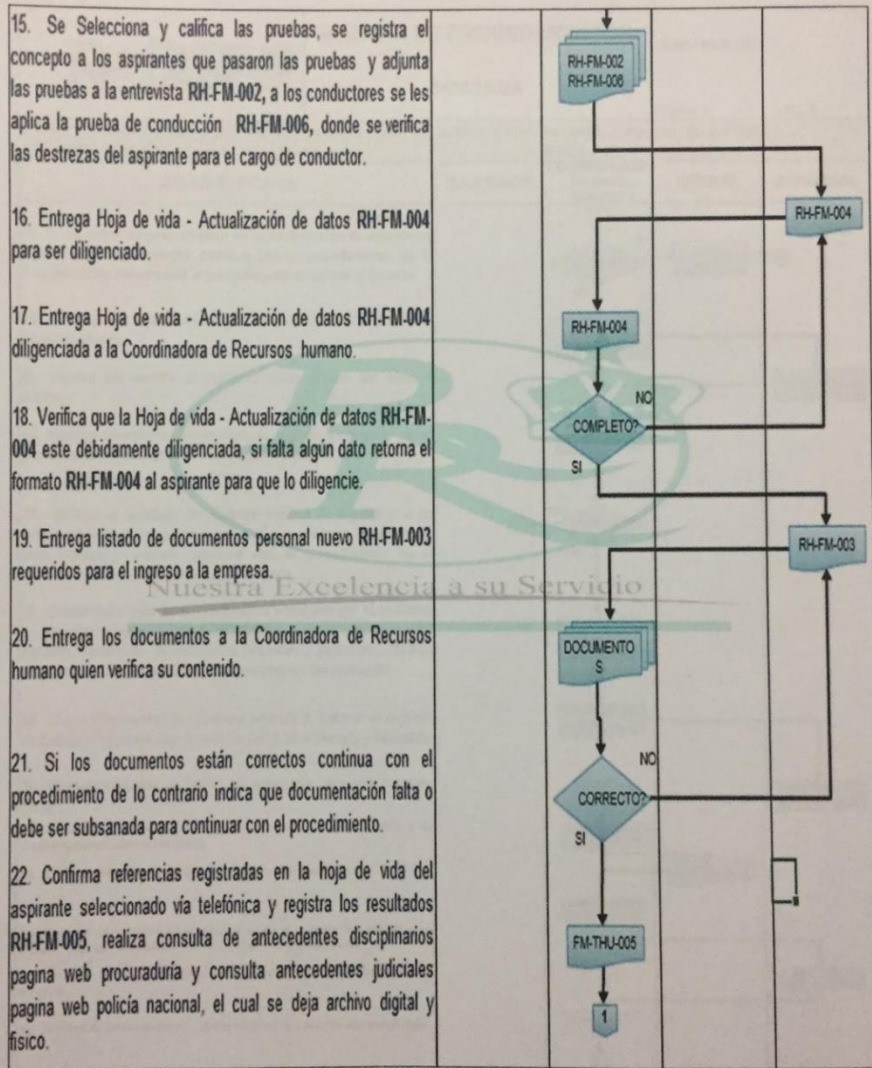 15. Se Selecciona y califica las pruebas, se registra el
concepto a los aspirantes que pasaron las pruebas y adjunta
las pruebas a la entrevista RH-FM-002, a los conductores se les
aplica la prueba de conducción RH-FM-006, donde se verifica
las destrezas del aspirante para el cargo de conductor.
16. Entrega Hoja de vida - Actualización de datos RH-FM-004
para ser diligenciado.
17. Entrega Hoja de vida - Actualización de datos RH-FM-004
diligenciada a la Coordinadora de Recursos humano.
18. Verifica que la Hoja de vida - Actualización de datos RH-FM-
004 este debidamente diligenciada, si falta algún dato retorna el
formato RH-FM-004 al aspirante para que lo diligencie.
19. Entrega listado de documentos personal nuevo RH-FM-003
requeridos para el ingreso a la empresa.
20. Entrega los documentos a la Coordinadora de Recursos
humano quien verifica su contenido.
21. Si los documentos están correctos continua con el
procedimiento de lo contrario indica que documentación falta o
debe ser subsanada para continuar con el procedimiento.
22. Confirma referencias registradas en la hoja de vida del
aspirante seleccionado vía telefónica y registra los resultados
RH-FM-005, realiza consulta de antecedentes disciplinarios
pagina web procuraduría y consulta antecedentes judiciales
pagina web policía nacional, el cual se deja archivo digital y
fisico.
RH-FM-002
RH-FM-006
RH-FM-004
RH-FM-004
NO
COMPLETO?
SI
RH-FM-003
Nuestra Excelencia a su Servicio
DOCUMENTO
S
NO
CORRECTO?
SI
FM-THU-005
1